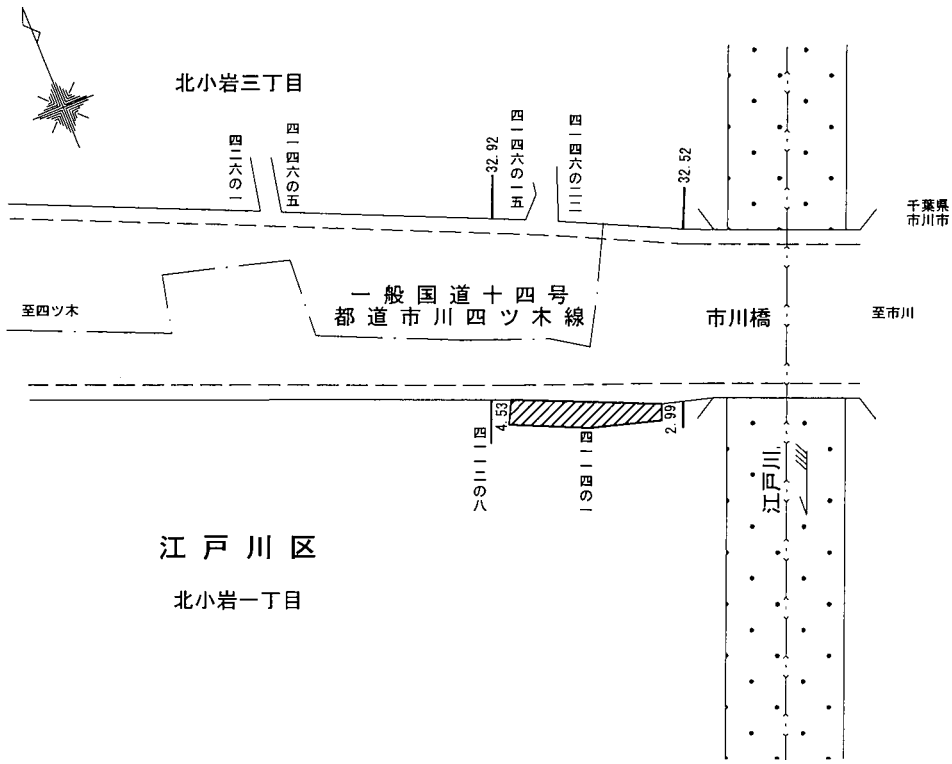 北小岩三丁目
四二六の一
四一四六の五
32.92
四一四六の一五
四一四六の二二
32.52
千葉県
市川市
至四ツ木
一般国道十四号
都道市川四ツ木線
市川橋
至市川
4.53
2.99
四一一二の八
四一一四の一
江戸川
江戸川区
北小岩一丁目